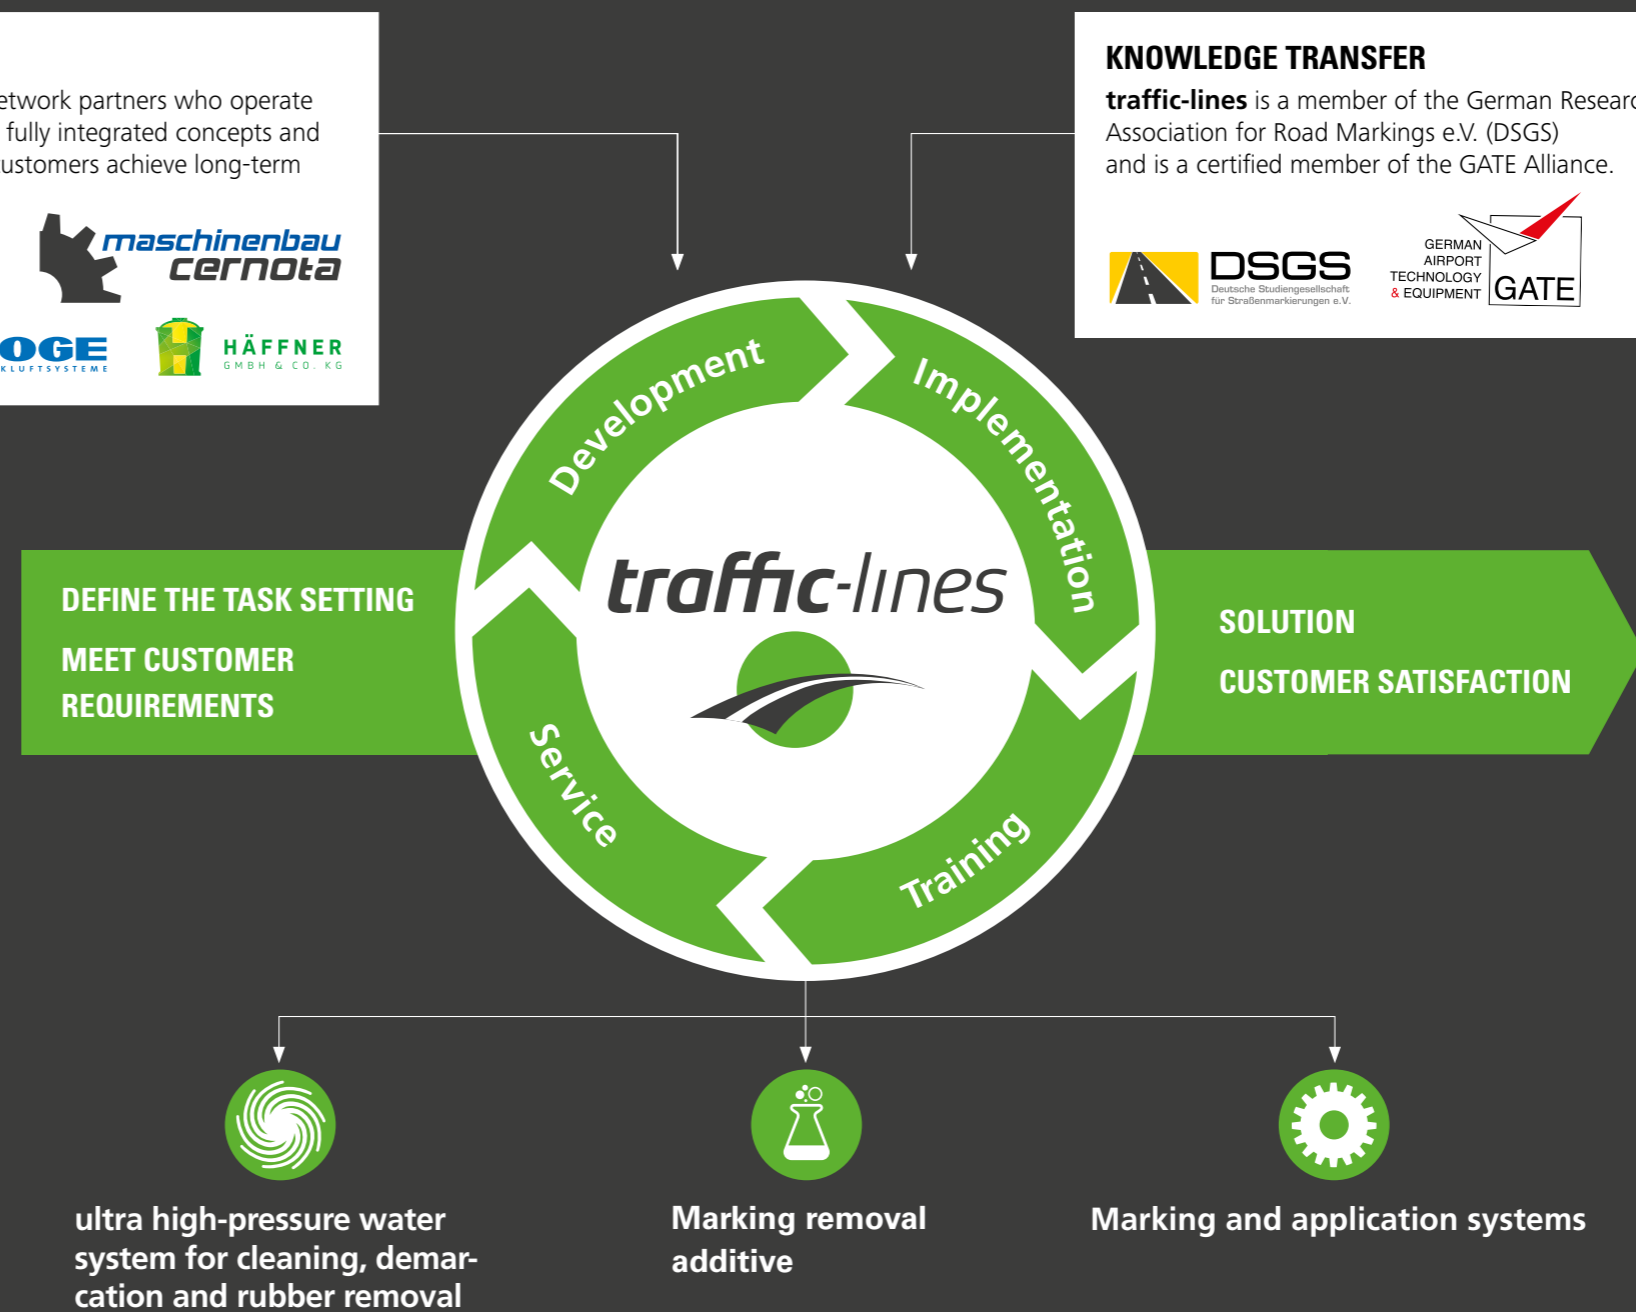 etwork partners who operate
fully integrated concepts and
customers achieve long-term
maschinenbau
cernota
OGE
KLUFTSYSTEME
HÄFFNER
GMBH & CO. KG
KNOWLEDGE TRANSFER
traffic-lines is a member of the German Researc
Association for Road Markings e.V. (DSGS)
and is a certified member of the GATE Alliance.
DSGS
Deutsche Studiengesellschaft
für Straßenmarkierungen e.V.
GERMAN
AIRPORT
TECHNOLOGY
& EQUIPMENT
GATE
Development
Implementation
Training
Service
traffic-lines
DEFINE THE TASK SETTING
MEET CUSTOMER
REQUIREMENTS
SOLUTION
CUSTOMER SATISFACTION
ultra high-pressure water
system for cleaning, demar-
cation and rubber removal
Marking removal
additive
Marking and application systems